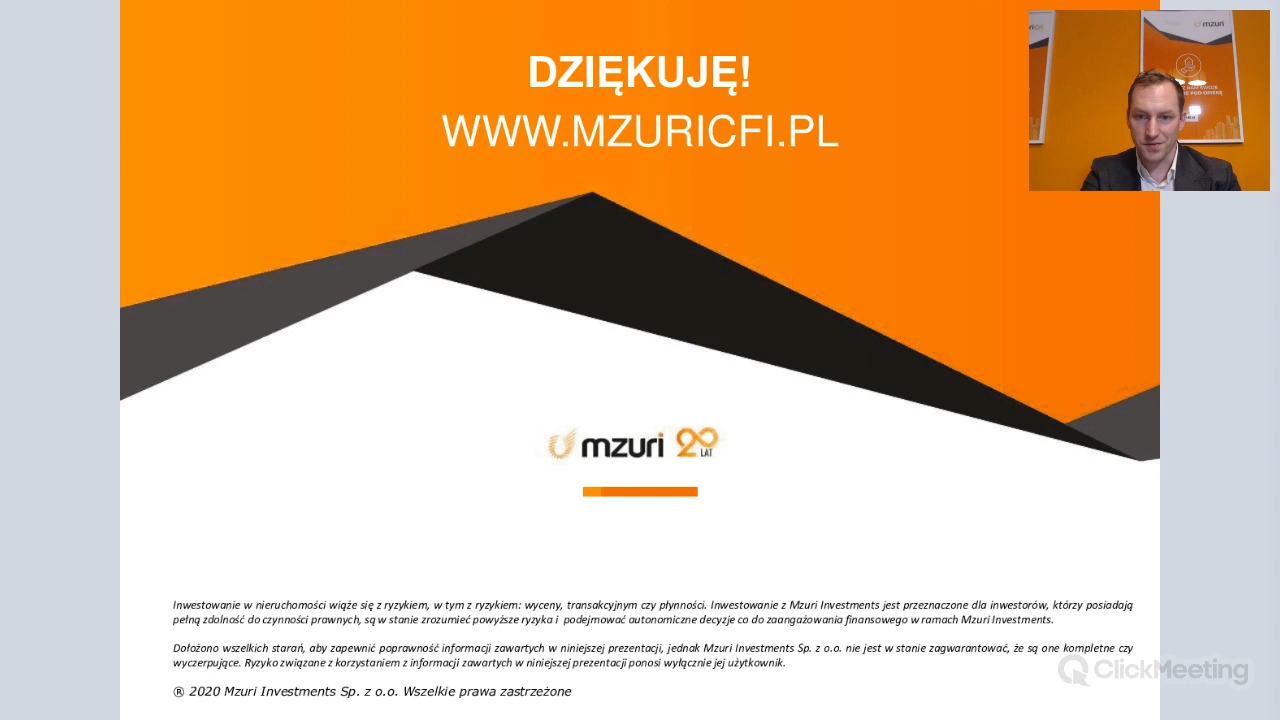 DZIĘKUJĘ!
WWW.MZURICFI.PL
mzuri
mzuri 20
LAT
Inwestowanie w nieruchomości wiąże się z ryzykiem, w tym z ryzykiem: wyceny, transakcyjnym czy płynności. Inwestowanie z Mzuri Investments jest przeznaczone dla inwestorów, którzy posiadają
pełną zdolność do czynności prawnych, są w stanie zrozumieć powyższe ryzyka i podejmować autonomiczne decyzje co do zaangażowania finansowego w ramach Mzuri Investments.
Dołożono wszelkich starań, aby zapewnić poprawność informacji zawartych w niniejszej prezentacji, jednak Mzuri Investments Sp. z o.o. nie jest w stanie zagwarantować, że są one kompletne czy
wyczerpujące. Ryzyko związane z korzystaniem z informacji zawartych w niniejszej prezentacji ponosi wyłącznie jej użytkownik.
® 2020 Mzuri Investments Sp. z o.o. Wszelkie prawa zastrzeżone
ClickMeeting